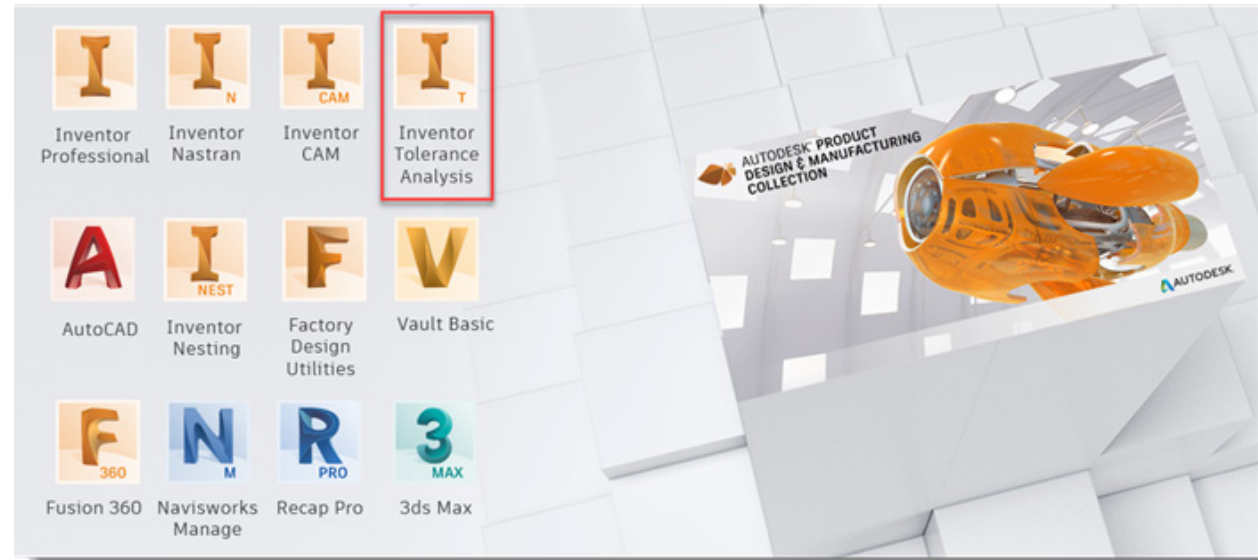 I
I
N
I
CAM
I
T
Inventor
Professional
Inventor
Nastran
Inventor
CAM
Inventor
Tolerance
Analysis
A
I
NEST
F
V
AutoCAD
Inventor
Nesting
Factory
Design
Utilities
Vault Basic
F
360
N
M
R
PRO
3
MAX
Fusion 360
Navisworks
Manage
Recap Pro
3ds Max
AUTODESK® PRODUCT
DESIGN & MANUFACTURING
COLLECTION
AUTODESK